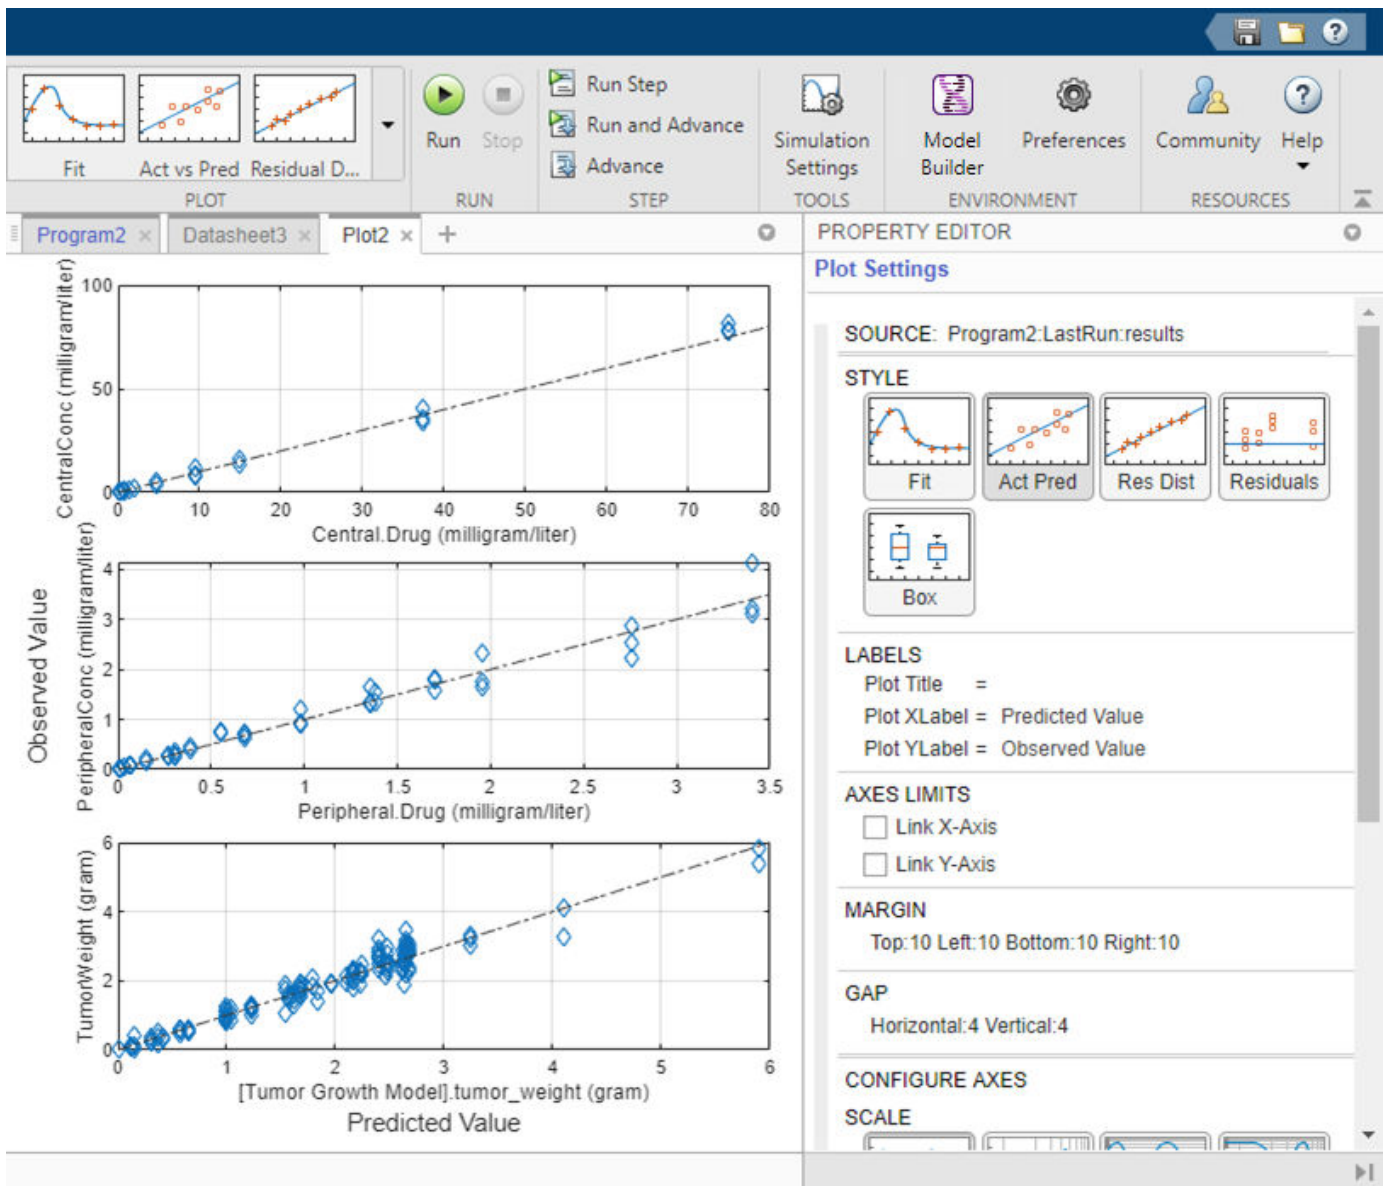 Fit
Act vs Pred
Residual D...
PLOT
Run
Stop
RUN
Run Step
Run and Advance
Advance
STEP
Simulation
Settings
TOOLS
Model
Builder
Preferences
ENVIRONMENT
Community
Help
RESOURCES
Program2 ×
Datasheet3 ×
Plot2 ×
+
Observed Value
CentralConc (milligram/liter)
100
50
0
0 10 20 30 40 50 60 70 80
Central.Drug (milligram/liter)
PeripheralConc (milligram/liter)
4
3
2
1
0
0 0.5 1 1.5 2 2.5 3 3.5
Peripheral.Drug (milligram/liter)
TumorWeight (gram)
6
4
2
0
0 1 2 3 4 5 6
[Tumor Growth Model].tumor_weight (gram)
Predicted Value
PROPERTY EDITOR
Plot Settings
SOURCE: Program2:LastRun:results
STYLE
Fit
Act Pred
Res Dist
Residuals
Box
LABELS
Plot Title =
Plot XLabel = Predicted Value
Plot YLabel = Observed Value
AXES LIMITS
Link X-Axis
Link Y-Axis
MARGIN
Top:10 Left:10 Bottom:10 Right:10
GAP
Horizontal:4 Vertical:4
CONFIGURE AXES
SCALE